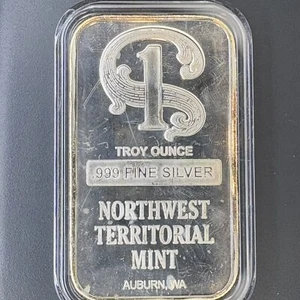 1
TROY OUNCE
999 FINE SILVER
NORTHWEST
TERRITORIAL
MINT
AUBURN, WA